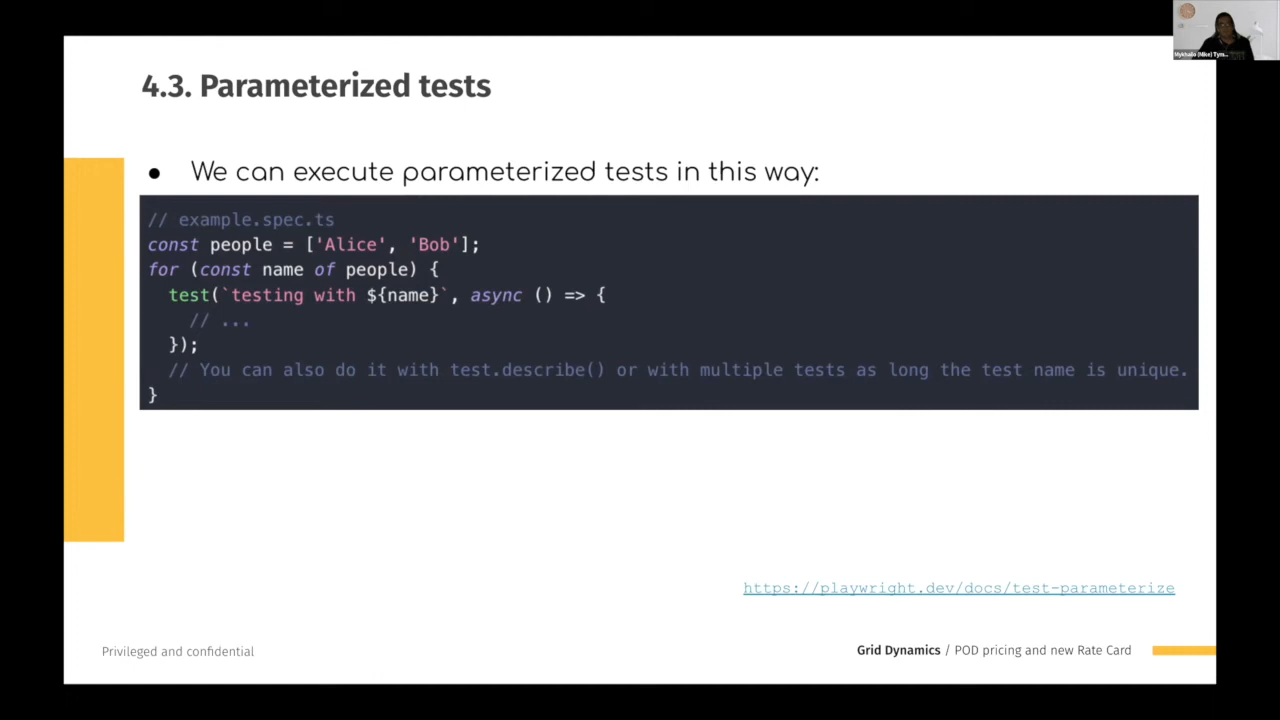 Mykhailo (Mike) Tym...
4.3. Parameterized tests
● We can execute parameterized tests in this way:
// example.spec.ts
const people = ['Alice', 'Bob'];
for (const name of people) {
  test(`testing with ${name}`, async () => {
    // ...
  });
  // You can also do it with test.describe() or with multiple tests as long the test name is unique.
}
https://playwright.dev/docs/test-parameterize
Privileged and confidential
Grid Dynamics / POD pricing and new Rate Card